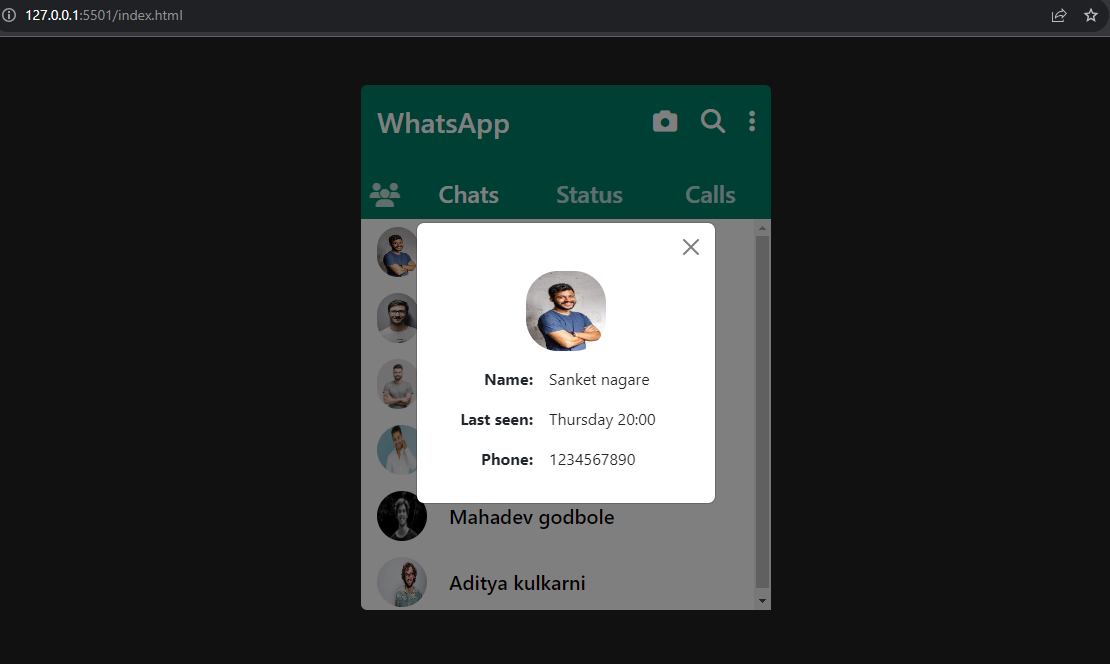 127.0.0.1:5501/index.html
WhatsApp
Chats Status Calls
Name: Sanket nagare
Last seen: Thursday 20:00
Phone: 1234567890
Mahadev godbole
Aditya kulkarni